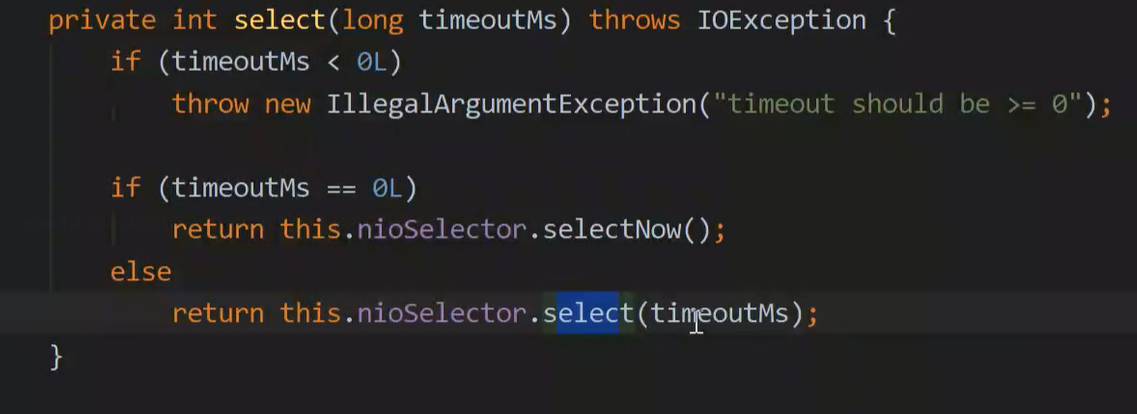 private int select(long timeoutMs) throws IOException {
if (timeoutMs < 0L)
throw new IllegalArgumentException("timeout should be >= 0");
if (timeoutMs == 0L)
return this.nioSelector.selectNow();
else
return this.nioSelector.select(timeoutMs);
}